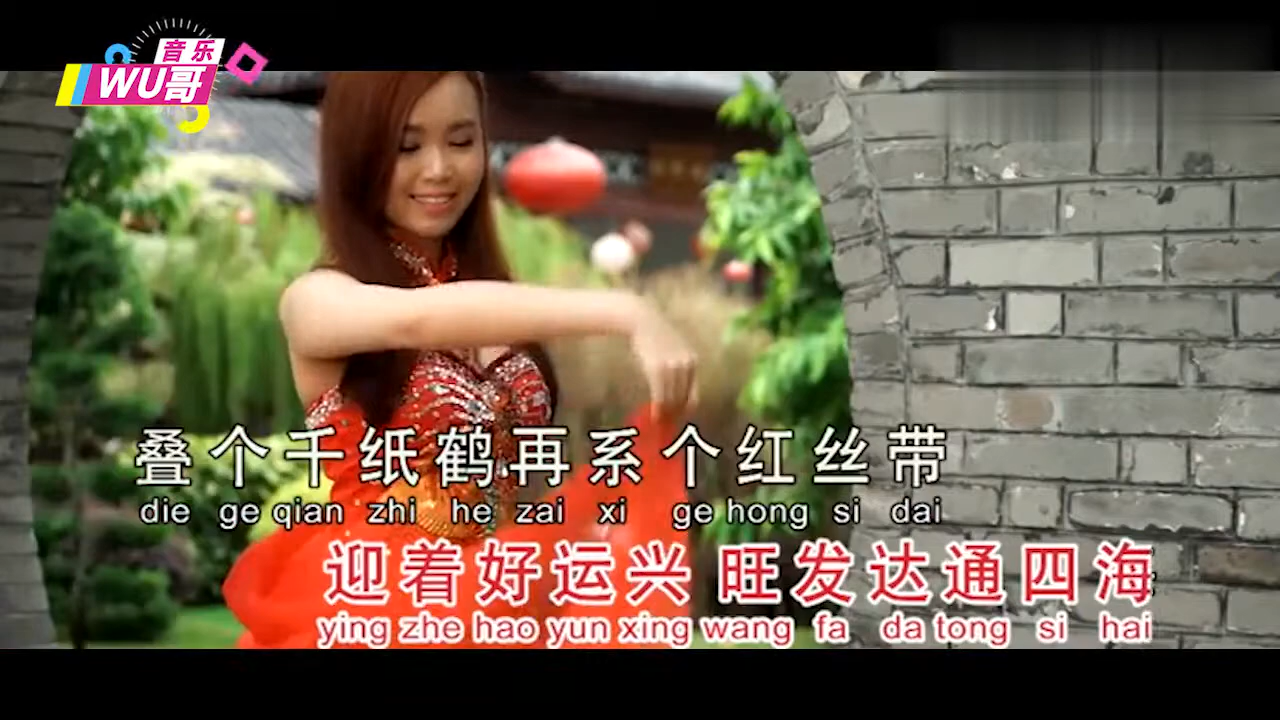 音乐
WU哥
叠个千纸鹤再系个红丝带
die ge qian zhi he zai xi ge hong si dai
迎着好运兴 旺发达通四海
ying zhe hao yun xing wang fa da tong si hai